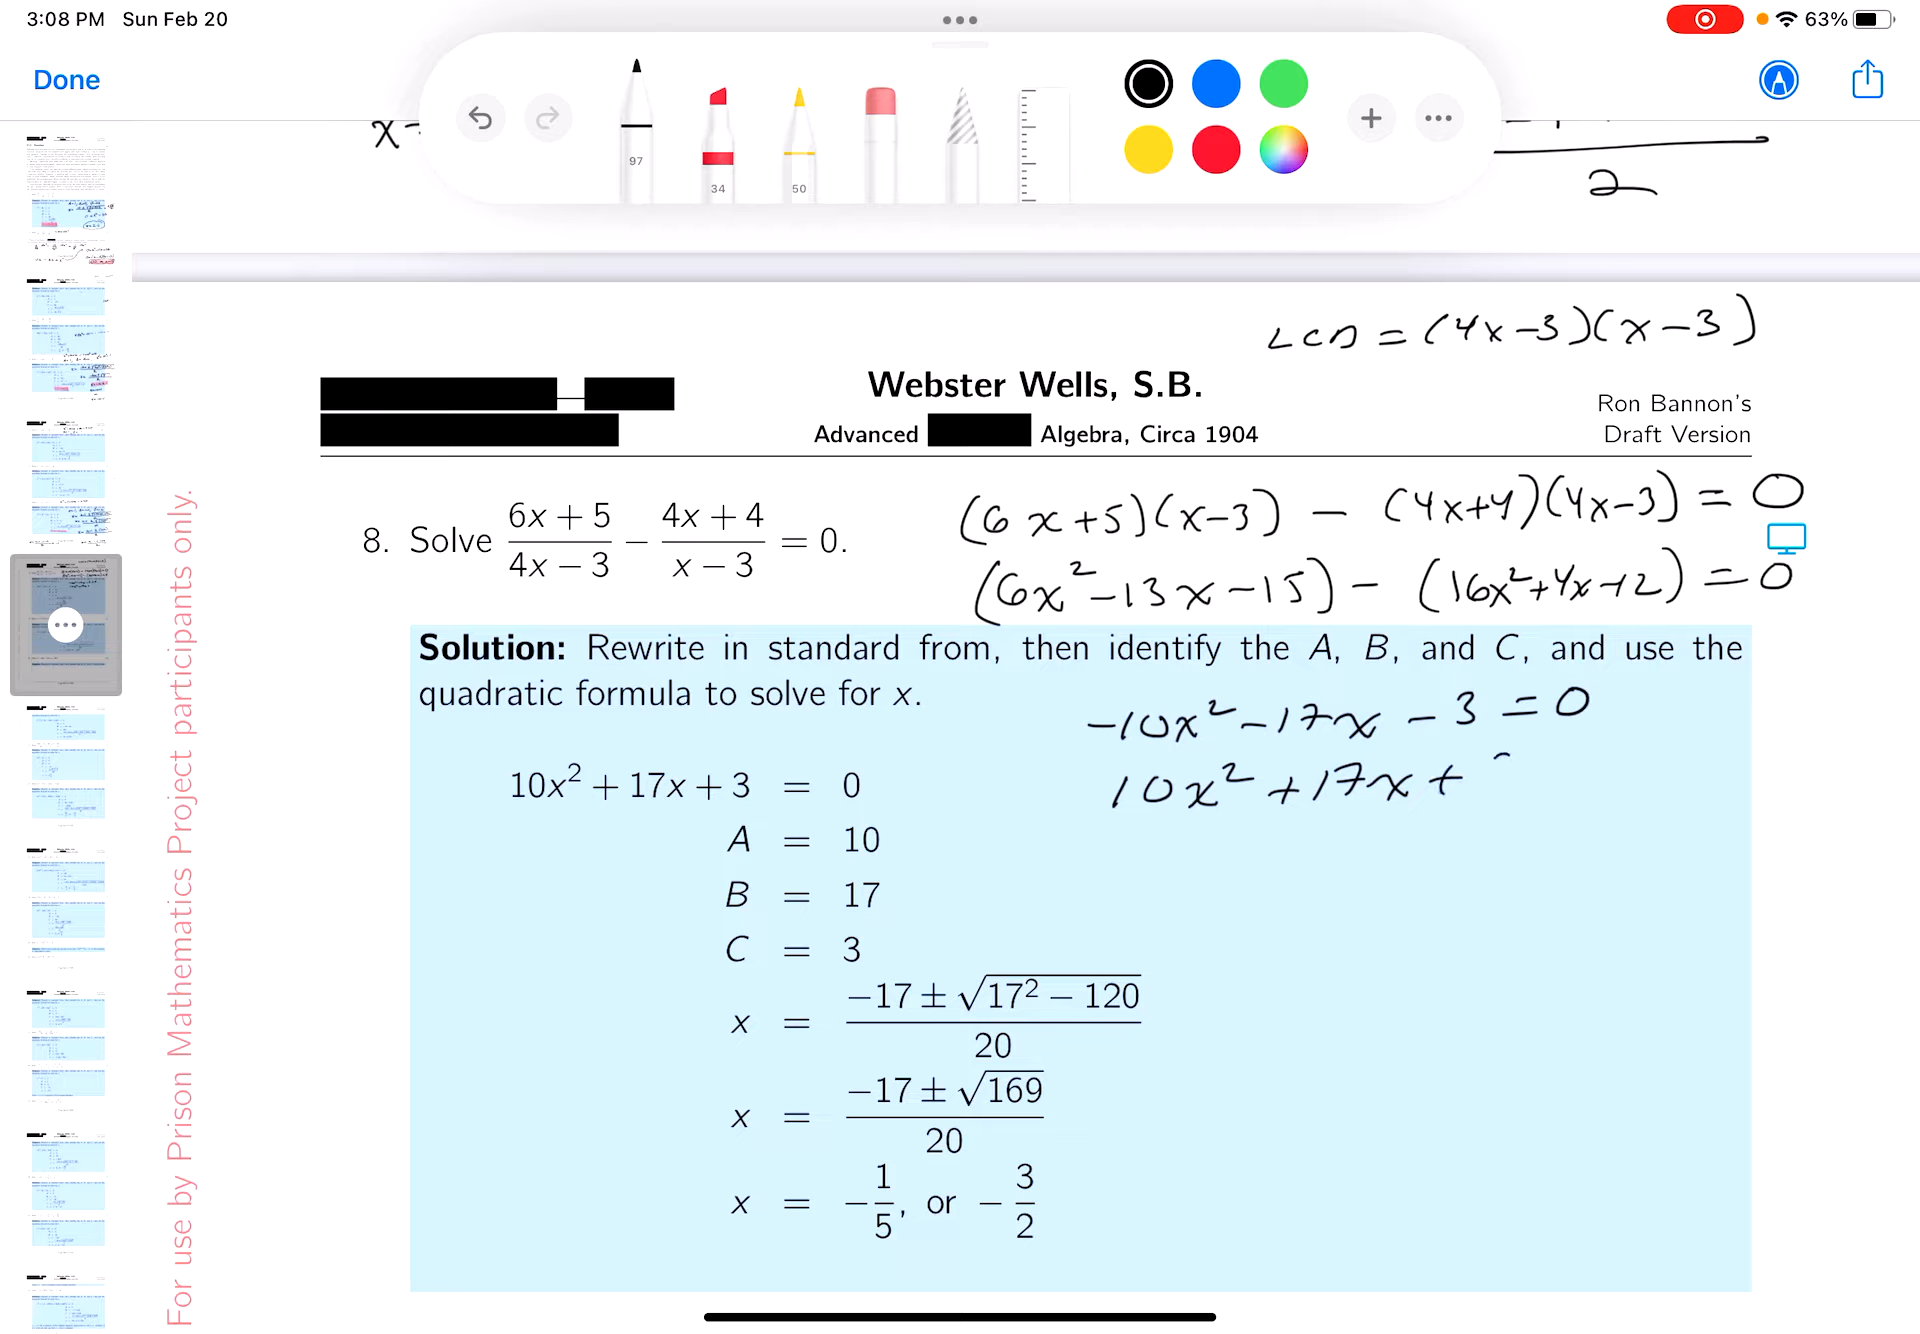 3:08 PM Sun Feb 20
63%
Done
97
34
50
x-
2
LCD = (4x-3)(x-3)
Webster Wells, S.B.
Ron Bannon's
Advanced Algebra, Circa 1904
Draft Version
(6x+5)(x-3) - (4x+4)(4x-3) = 0
8. Solve (6x + 5)/(4x − 3) − (4x + 4)/(x − 3) = 0.
(6x²-13x-15) - (16x²+4x-12) = 0
Solution: Rewrite in standard from, then identify the A, B, and C, and use the
quadratic formula to solve for x.
-10x²-17x-3=0
10x² + 17x + 3 = 0
10x²+17x+
A = 10
B = 17
C = 3
x = (−17 ± √(17² − 120))/20
x = (−17 ± √169)/20
x = −1/5, or −3/2
For use by Prison Mathematics Project participants only.